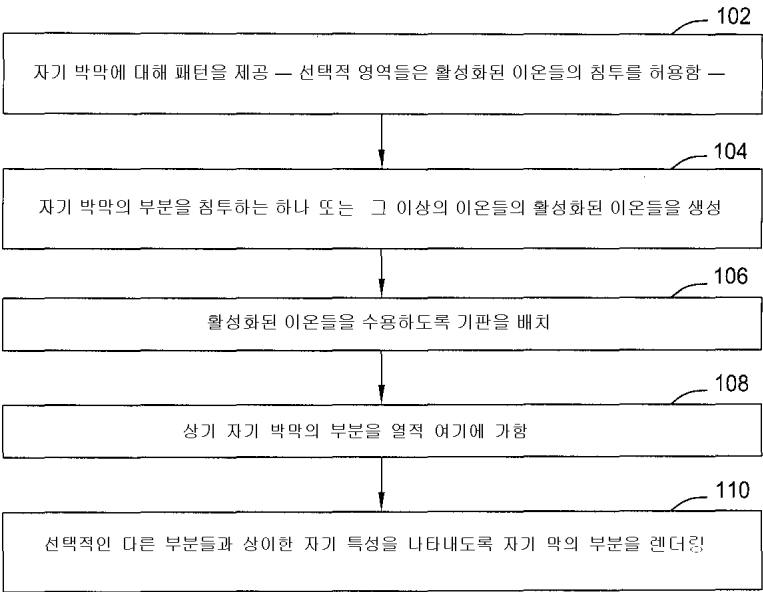 102
자기 박막에 대해 패턴을 제공 — 선택적 영역들은 활성화된 이온들의 침투를 허용함 —
104
자기 박막의 부분을 침투하는 하나 또는 그 이상의 이온들의 활성화된 이온들을 생성
106
활성화된 이온들을 수용하도록 기판을 배치
108
상기 자기 박막의 부분을 열적 여기에 가함
110
선택적인 다른 부분들과 상이한 자기 특성을 나타내도록 자기 막의 부분을 렌더링